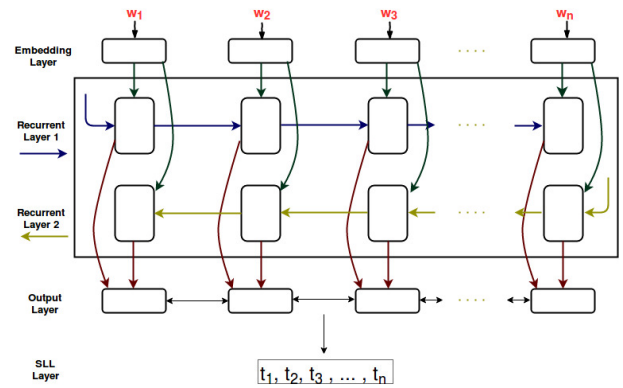 w1 w2 w3 wn
Embedding
Layer
Recurrent
Layer 1
Recurrent
Layer 2
Output
Layer
SLL
Layer
t1, t2, t3 , ... , tn